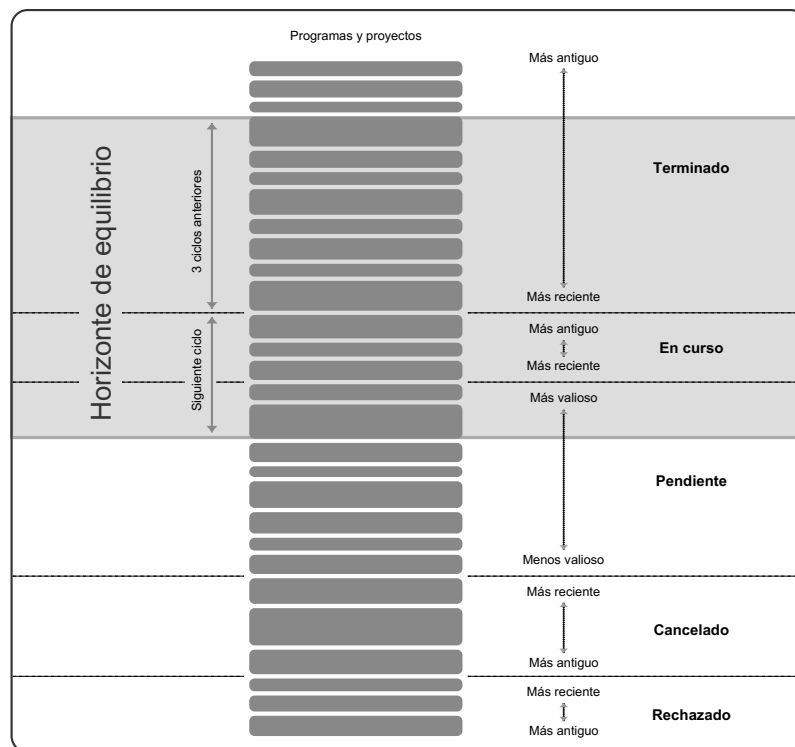 Programas y proyectos
Más antiguo
Horizonte de equilibrio
3 ciclos anteriores
Terminado
Más reciente
Siguiente ciclo
Más antiguo
En curso
Más reciente
Más valioso
Pendiente
Menos valioso
Más reciente
Cancelado
Más antiguo
Más reciente
Rechazado
Más antiguo